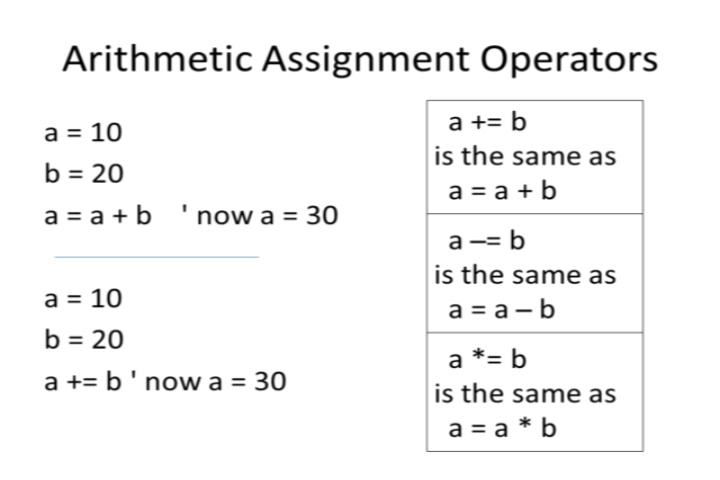 Arithmetic Assignment Operators
a = 10
b = 20
a = a + b ' now a = 30
a = 10
b = 20
a += b ' now a = 30
a += b
is the same as
a = a + b
a –= b
is the same as
a = a – b
a *= b
is the same as
a = a * b